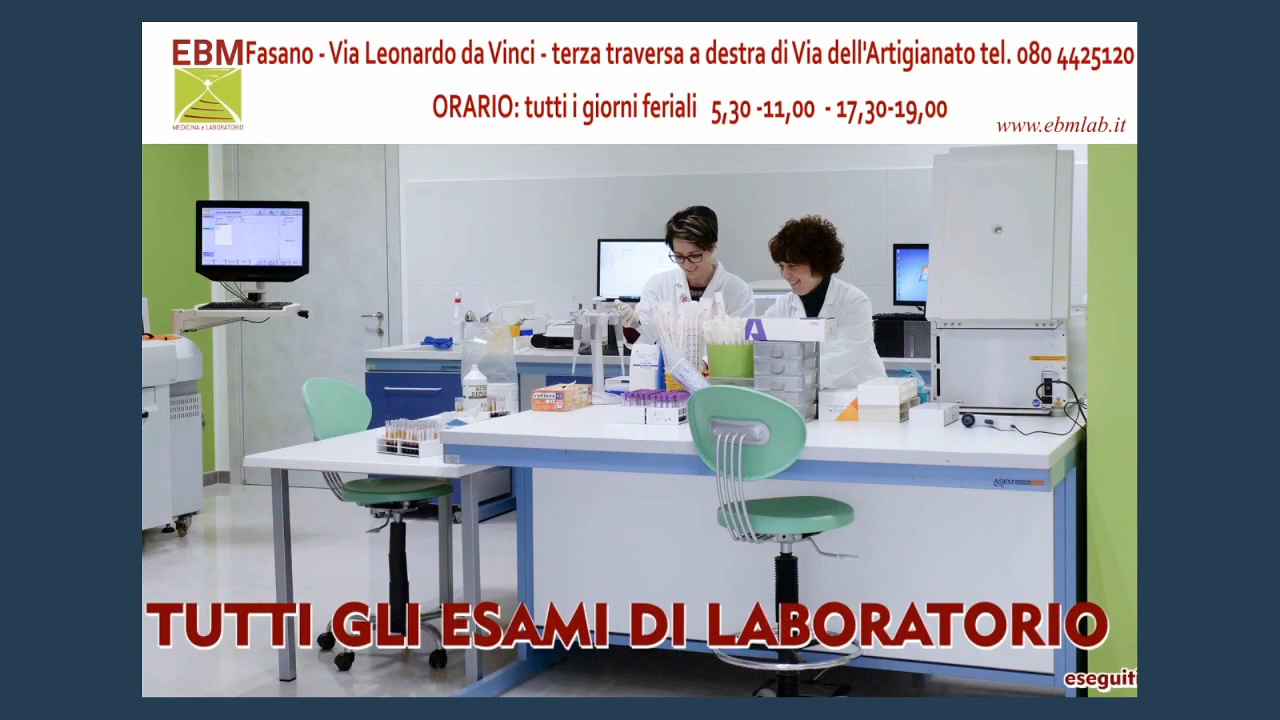 EBM Fasano - Via Leonardo da Vinci - terza traversa a destra di Via dell'Artigianato tel. 080 4425120
MEDICINA e LABORATORIO
ORARIO: tutti i giorni feriali 5,30 -11,00 - 17,30-19,00
www.ebmlab.it
A
ASEM
TUTTI GLI ESAMI DI LABORATORIO
eseguiti